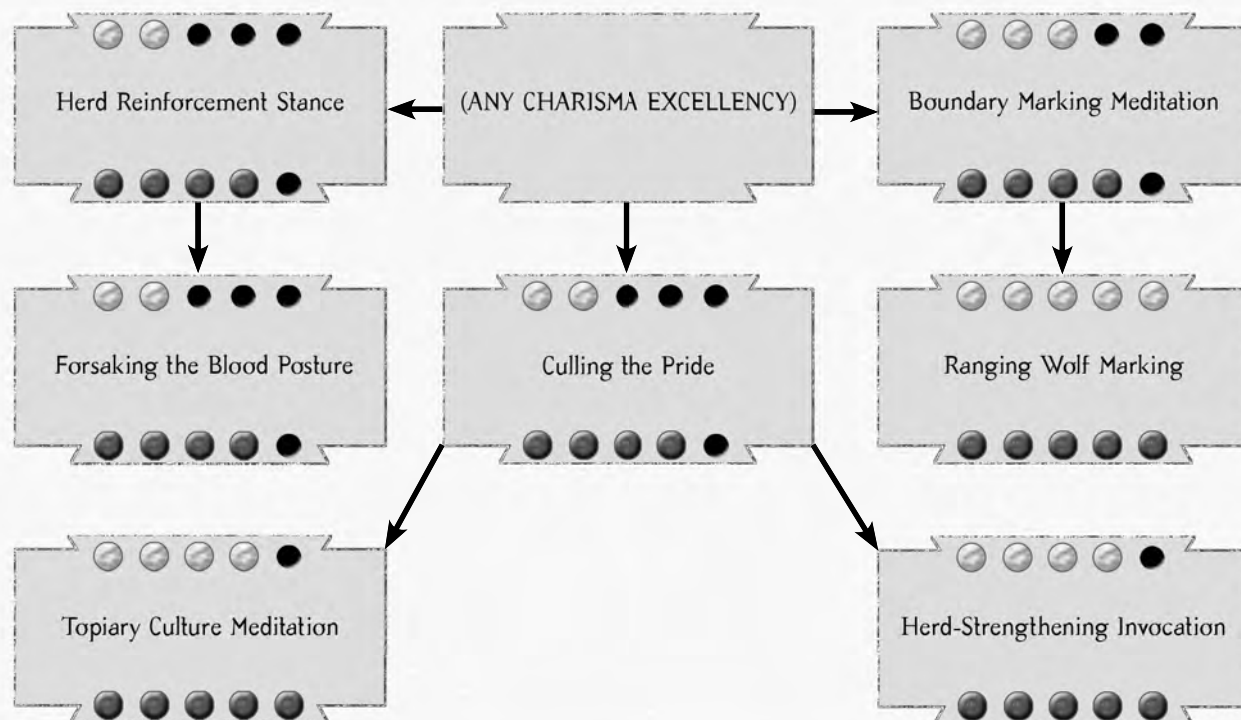 Herd Reinforcement Stance
(ANY CHARISMA EXCELLENCY)
Boundary Marking Meditation
Forsaking the Blood Posture
Culling the Pride
Ranging Wolf Marking
Topiary Culture Meditation
Herd-Strengthening Invocation